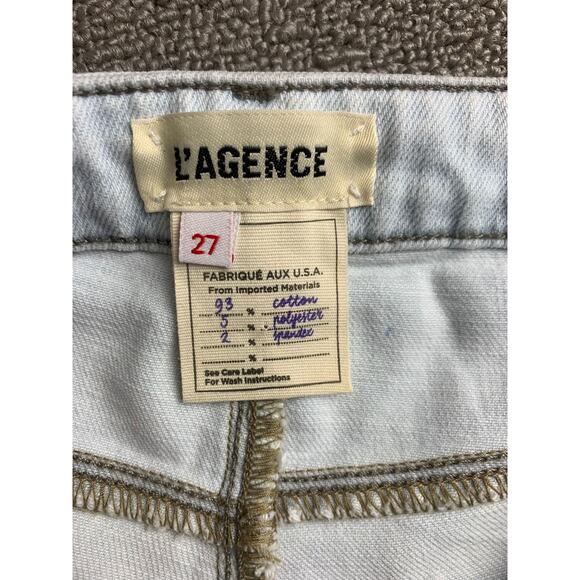 L'AGENCE
27
FABRIQUÉ AUX U.S.A.
From Imported Materials
93 % cotton
5 % polyester
2 % spandex
%
See Care Label
For Wash Instructions